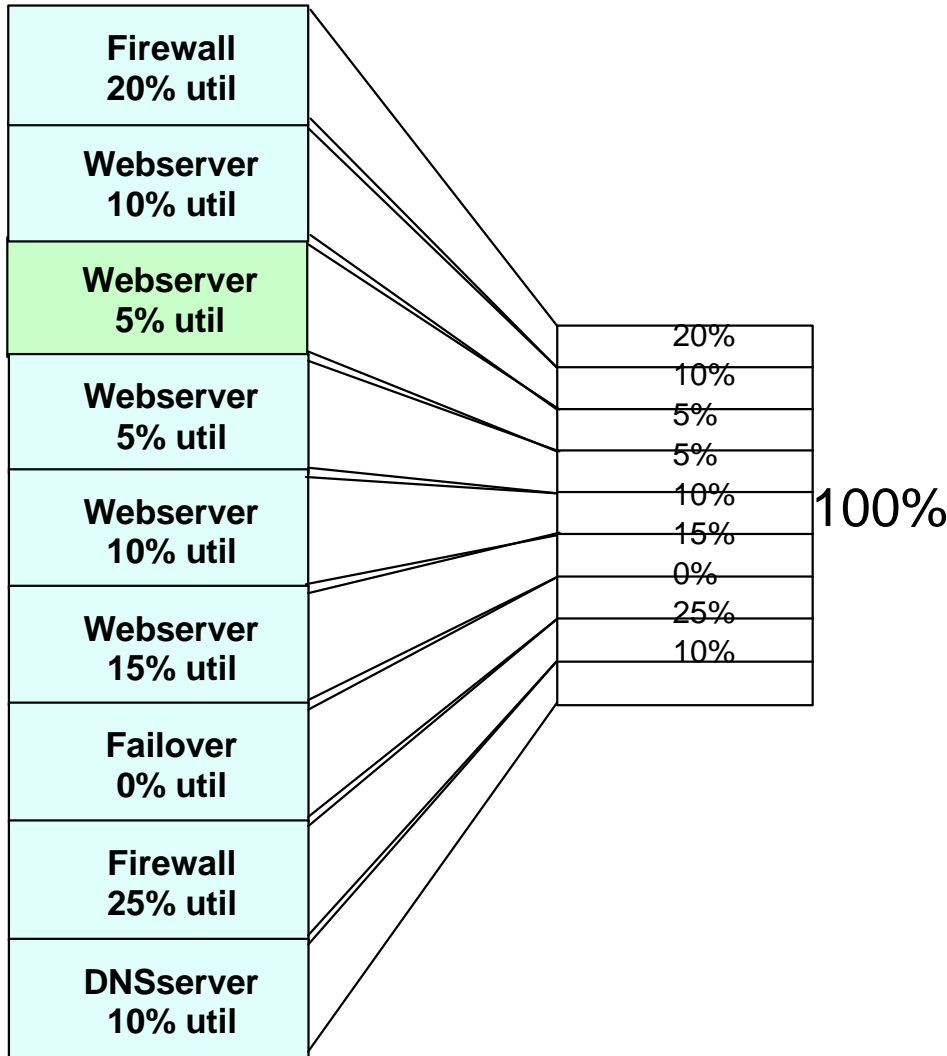 Firewall
20% util
Webserver
10% util
Webserver
5% util
Webserver
5% util
Webserver
10% util
Webserver
15% util
Failover
0% util
Firewall
25% util
DNSserver
10% util
20%
10%
5%
5%
10%
15%
0%
25%
10%
100%